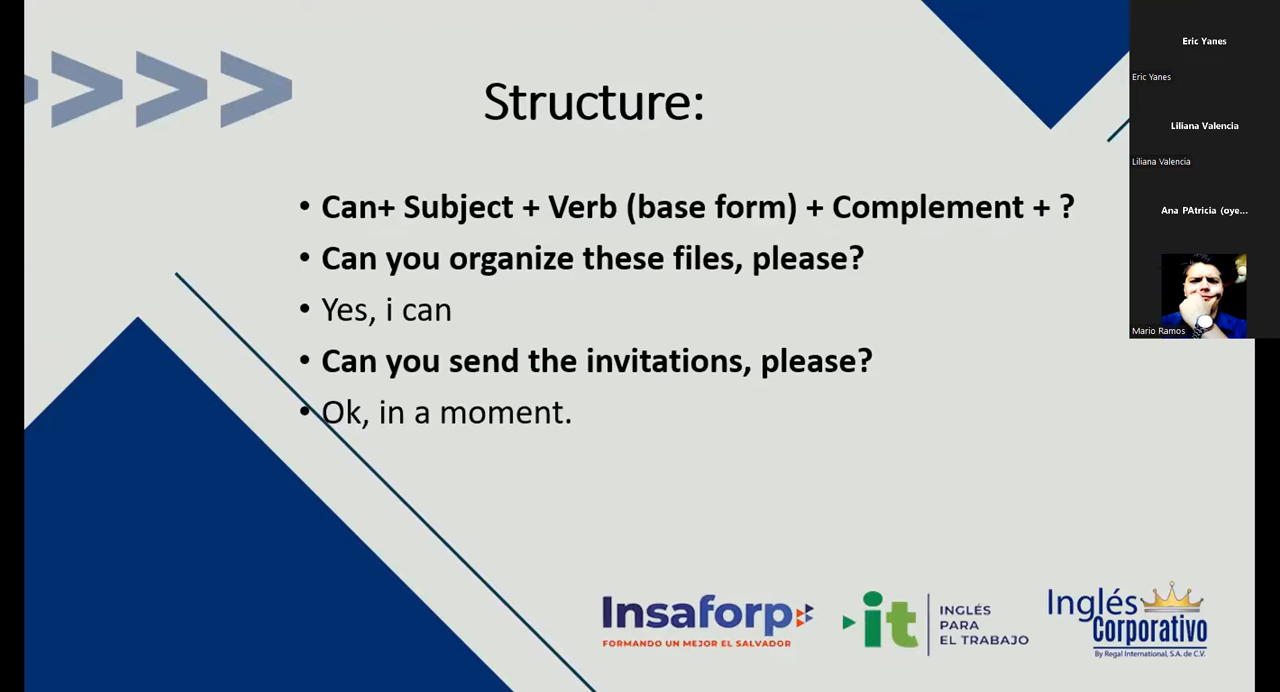 Structure:
• Can+ Subject + Verb (base form) + Complement + ?
• Can you organize these files, please?
• Yes, i can
• Can you send the invitations, please?
• Ok, in a moment.
Eric Yanes
Eric Yanes
Liliana Valencia
Liliana Valencia
Ana PAtricia (oye...
Mario Ramos
Insaforp
FORMANDO UN MEJOR EL SALVADOR
it
INGLÉS
PARA
EL TRABAJO
Inglés
Corporativo
By Regal International, S.A. de C.V.